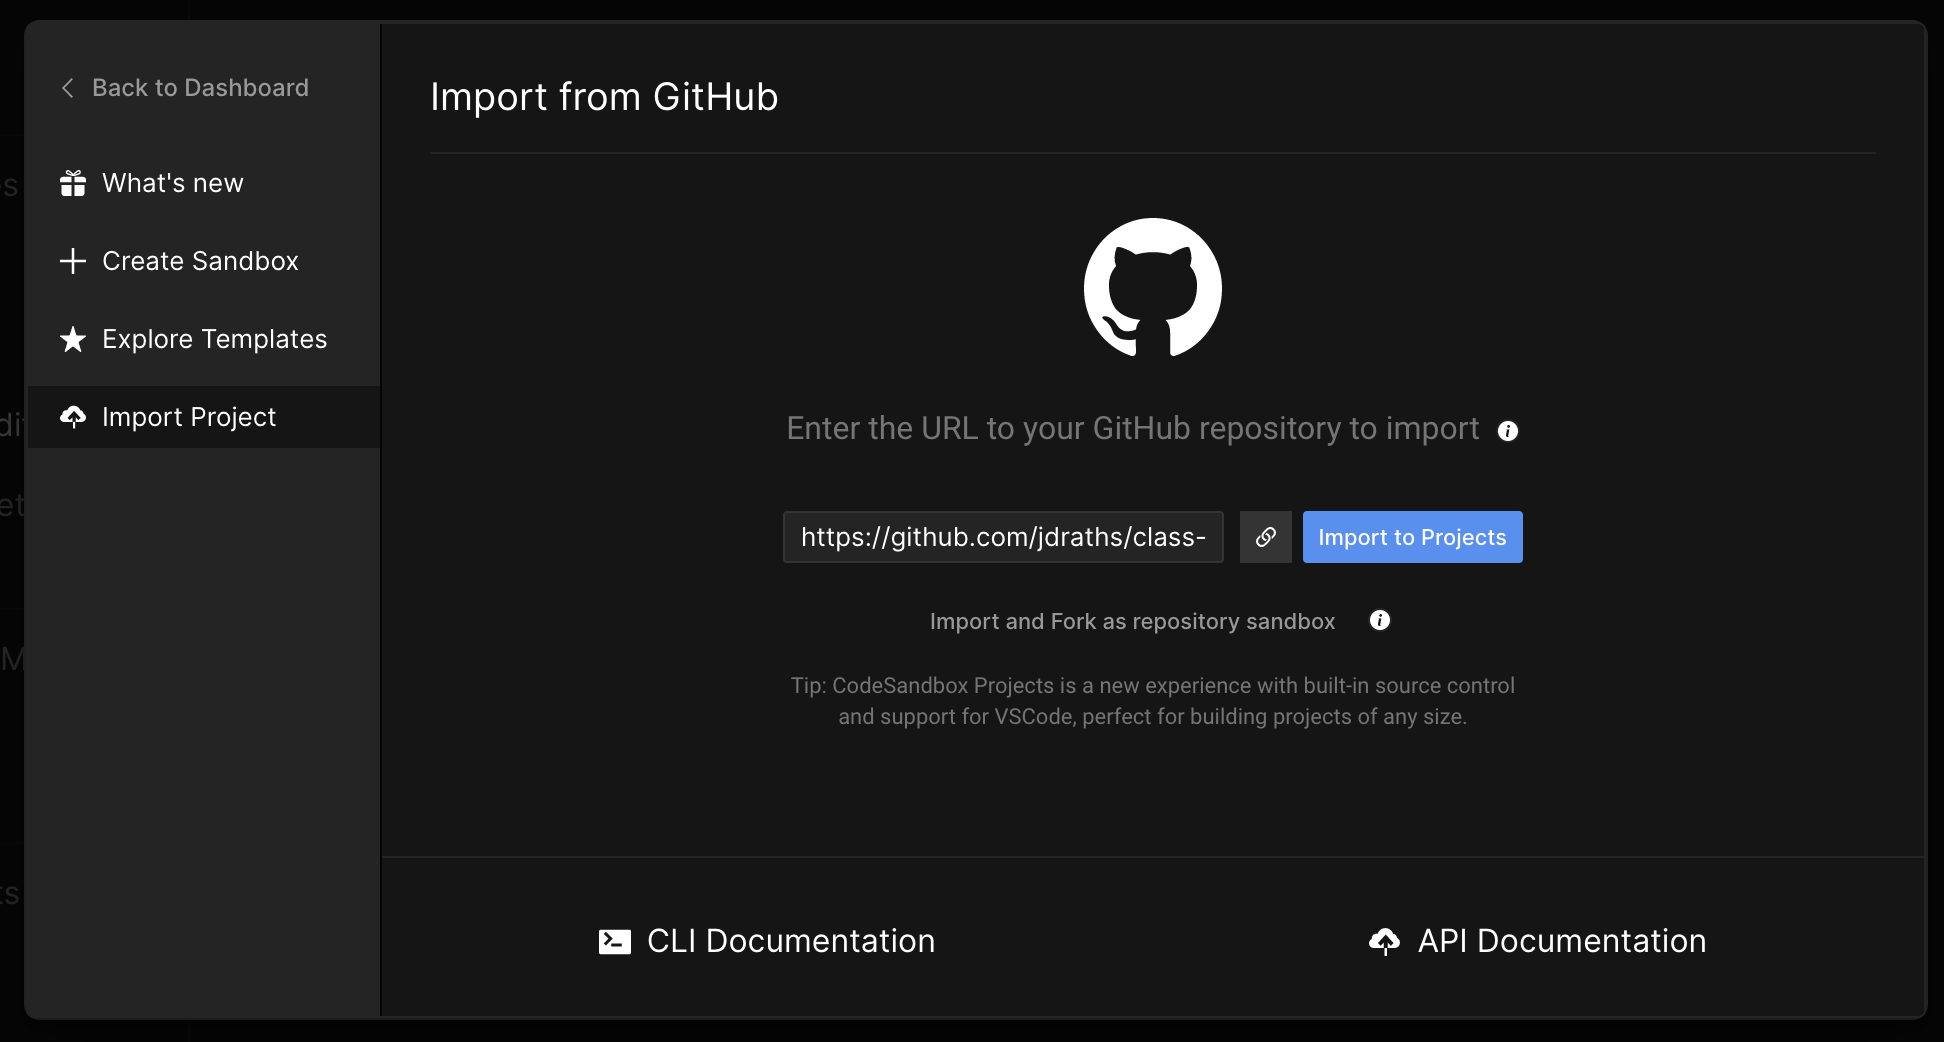 Back to Dashboard
What's new
Create Sandbox
Explore Templates
Import Project
Import from GitHub
Enter the URL to your GitHub repository to import
https://github.com/jdraths/class-
Import to Projects
Import and Fork as repository sandbox
Tip: CodeSandbox Projects is a new experience with built-in source control
and support for VSCode, perfect for building projects of any size.
CLI Documentation
API Documentation